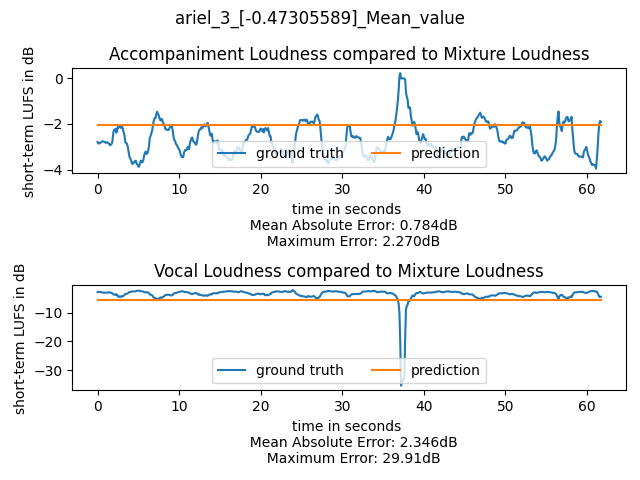 ariel_3_[-0.47305589]_Mean_value
Accompaniment Loudness compared to Mixture Loudness
short-term LUFS in dB
0
−2
−4
ground truth
prediction
0
10
20
30
40
50
60
time in seconds
Mean Absolute Error: 0.784dB
Maximum Error: 2.270dB
Vocal Loudness compared to Mixture Loudness
short-term LUFS in dB
−10
−20
−30
ground truth
prediction
0
10
20
30
40
50
60
time in seconds
Mean Absolute Error: 2.346dB
Maximum Error: 29.91dB